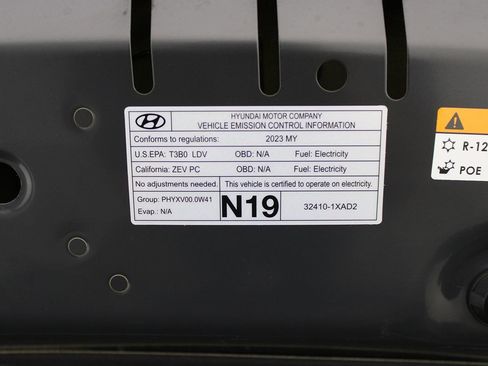 HYUNDAI MOTOR COMPANY
VEHICLE EMISSION CONTROL INFORMATION
Conforms to regulations: 2023 MY
U.S.EPA: T3B0 LDV OBD: N/A Fuel: Electricity
California: ZEV PC OBD: N/A Fuel: Electricity
No adjustments needed. This vehicle is certified to operate on electricity.
Group: PHYXV00.0W41
Evap.: N/A
N19
32410-1XAD2
R-12
POE